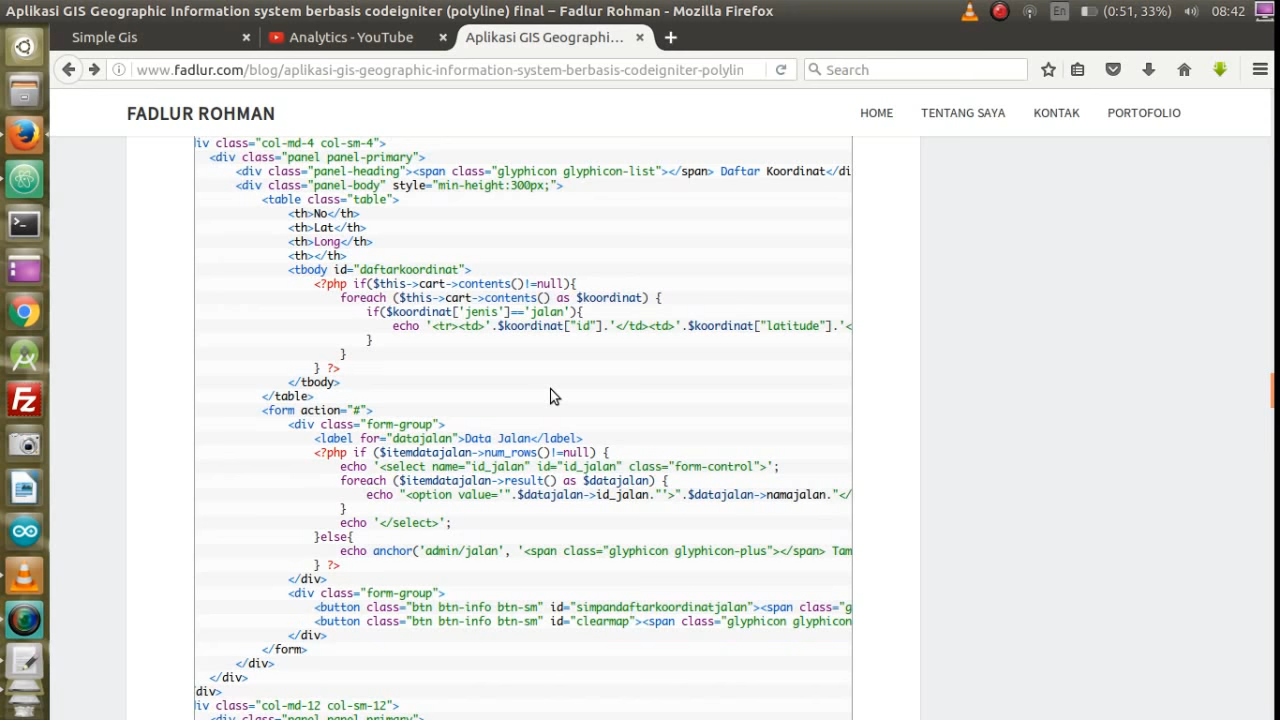 Aplikasi GIS Geographic Information system berbasis codeigniter (polyline) final – Fadlur Rohman - Mozilla Firefox
En
(0:51, 33%)
08:42
Simple Gis
Analytics - YouTube
Aplikasi GIS Geographi...
www.fadlur.com/blog/aplikasi-gis-geographic-information-system-berbasis-codeigniter-polylin
Search
FADLUR ROHMAN
HOME
TENTANG SAYA
KONTAK
PORTOFOLIO
iv class="col-md-4 col-sm-4">
<div class="panel panel-primary">
<div class="panel-heading"><span class="glyphicon glyphicon-list"></span> Daftar Koordinat</di
<div class="panel-body" style="min-height:300px;">
<table class="table">
<th>No</th>
<th>Lat</th>
<th>Long</th>
<th></th>
<tbody id="daftarkoordinat">
<?php if($this->cart->contents()!=null){
foreach ($this->cart->contents() as $koordinat) {
if($koordinat['jenis']=='jalan'){
echo '<tr><td>'.$koordinat["id"].'</td><td>'.$koordinat["latitude"].'<
}
}
} ?>
</tbody>
</table>
<form action="#">
<div class="form-group">
<label for="datajalan">Data Jalan</label>
<?php if ($itemdatajalan->num_rows()!=null) {
echo '<select name="id_jalan" id="id_jalan" class="form-control">';
foreach ($itemdatajalan->result() as $datajalan) {
echo "<option value='".$datajalan->id_jalan."'>".$datajalan->namajalan."</
}
echo '</select>';
}else{
echo anchor('admin/jalan', '<span class="glyphicon glyphicon-plus"></span> Tam
} ?>
</div>
<div class="form-group">
<button class="btn btn-info btn-sm" id="simpandaftarkoordinatjalan"><span class="g
<button class="btn btn-info btn-sm" id="clearmap"><span class="glyphicon glyphicon
</div>
</form>
</div>
</div>
/div>
iv class="col-md-12 col-sm-12">
<div class="panel panel-primary">